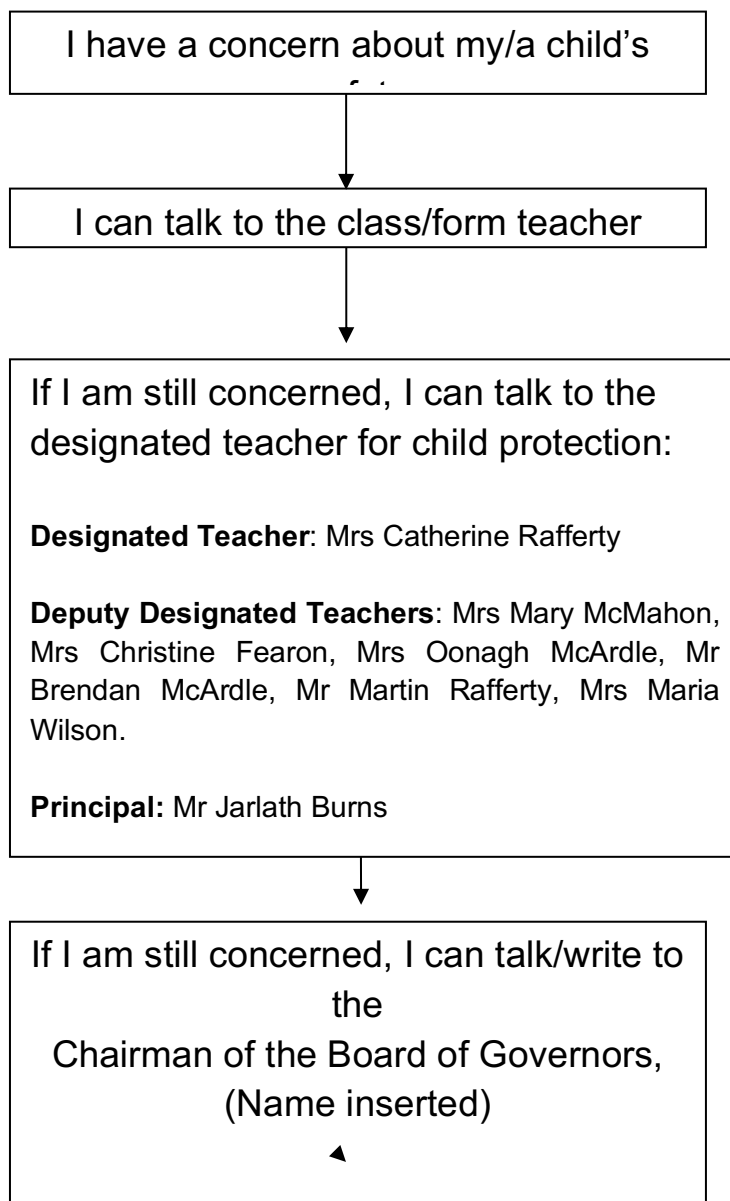 I have a concern about my/a child’s
I can talk to the class/form teacher
If I am still concerned, I can talk to the
designated teacher for child protection:
Designated Teacher: Mrs Catherine Rafferty
Deputy Designated Teachers: Mrs Mary McMahon,
Mrs Christine Fearon, Mrs Oonagh McArdle, Mr
Brendan McArdle, Mr Martin Rafferty, Mrs Maria
Wilson.
Principal: Mr Jarlath Burns
If I am still concerned, I can talk/write to
the
Chairman of the Board of Governors,
(Name inserted)